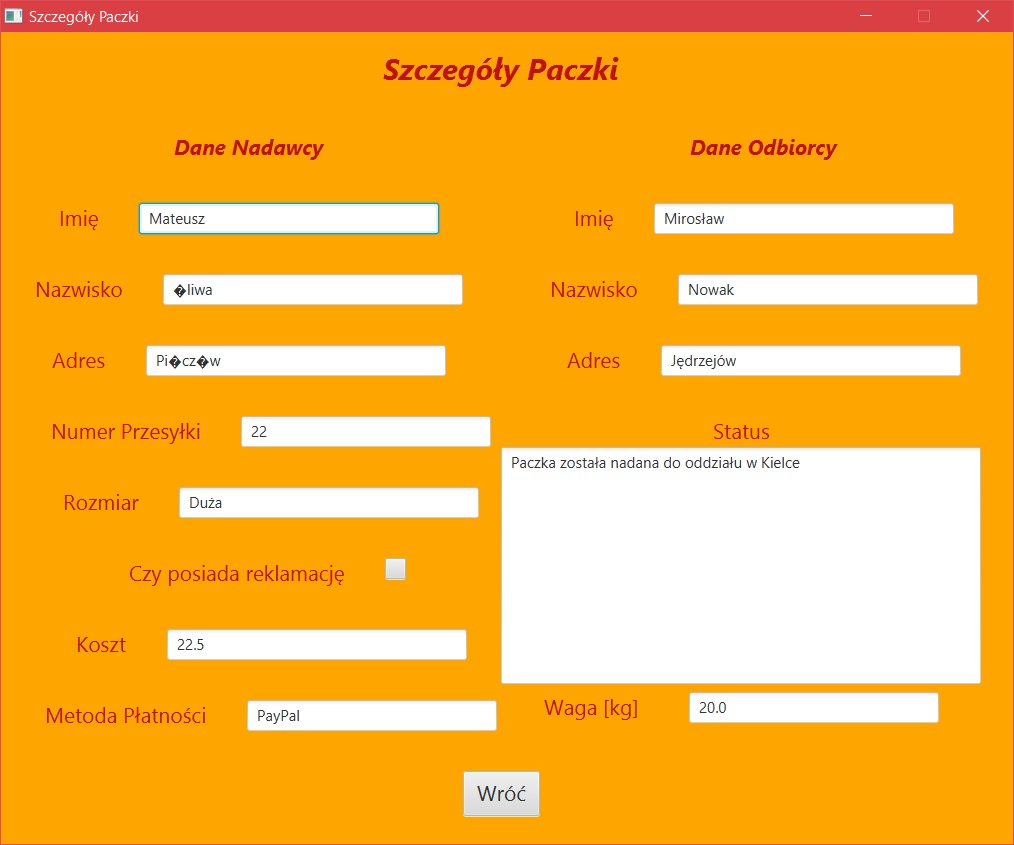 Szczegóły Paczki
Szczegóły Paczki
Dane Nadawcy
Imię Mateusz
Nazwisko �liwa
Adres Pi�cz�w
Numer Przesyłki 22
Rozmiar Duża
Czy posiada reklamację
Koszt 22.5
Metoda Płatności PayPal
Dane Odbiorcy
Imię Mirosław
Nazwisko Nowak
Adres Jędrzejów
Status
Paczka została nadana do oddziału w Kielce
Waga [kg] 20.0
Wróć